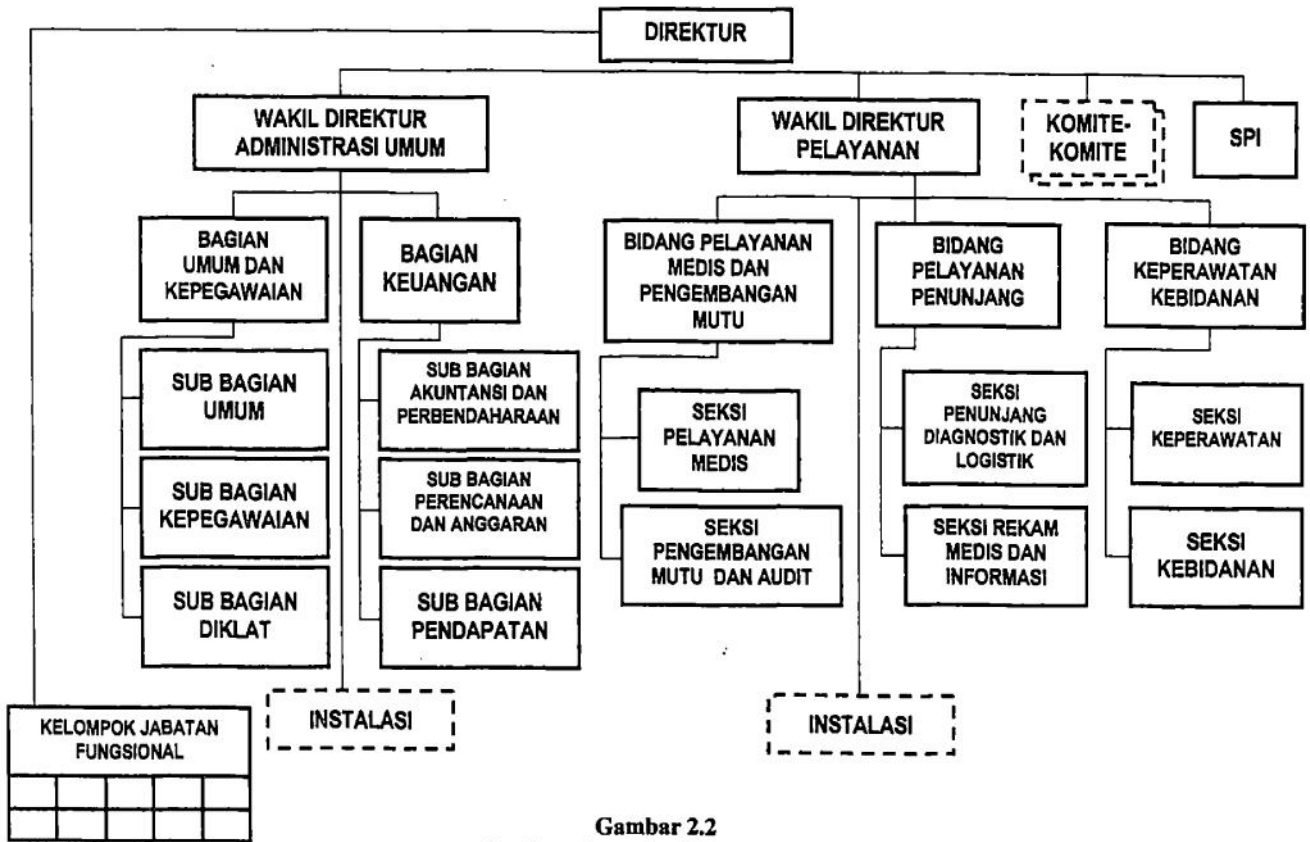 DIREKTUR
WAKIL DIREKTUR
ADMINISTRASI UMUM
WAKIL DIREKTUR
PELAYANAN
KOMITE-
KOMITE
SPI
BAGIAN
UMUM DAN
KEPEGAWAIAN
BAGIAN
KEUANGAN
BIDANG PELAYANAN
MEDIS DAN
PENGEMBANGAN
MUTU
BIDANG
PELAYANAN
PENUNJANG
BIDANG
KEPERAWATAN
KEBIDANAN
SUB BAGIAN
UMUM
SUB BAGIAN
AKUNTANSI DAN
PERBENDAHARAAN
SEKSI
PELAYANAN
MEDIS
SEKSI
PENUNJANG
DIAGNOSTIK DAN
LOGISTIK
SEKSI
KEPERAWATAN
SUB BAGIAN
KEPEGAWAIAN
SUB BAGIAN
PERENCANAAN
DAN ANGGARAN
SEKSI
PENGEMBANGAN
MUTU DAN AUDIT
SEKSI REKAM
MEDIS DAN
INFORMASI
SEKSI
KEBIDANAN
SUB BAGIAN
DIKLAT
SUB BAGIAN
PENDAPATAN
INSTALASI
INSTALASI
KELOMPOK JABATAN
FUNGSIONAL
Gambar 2.2